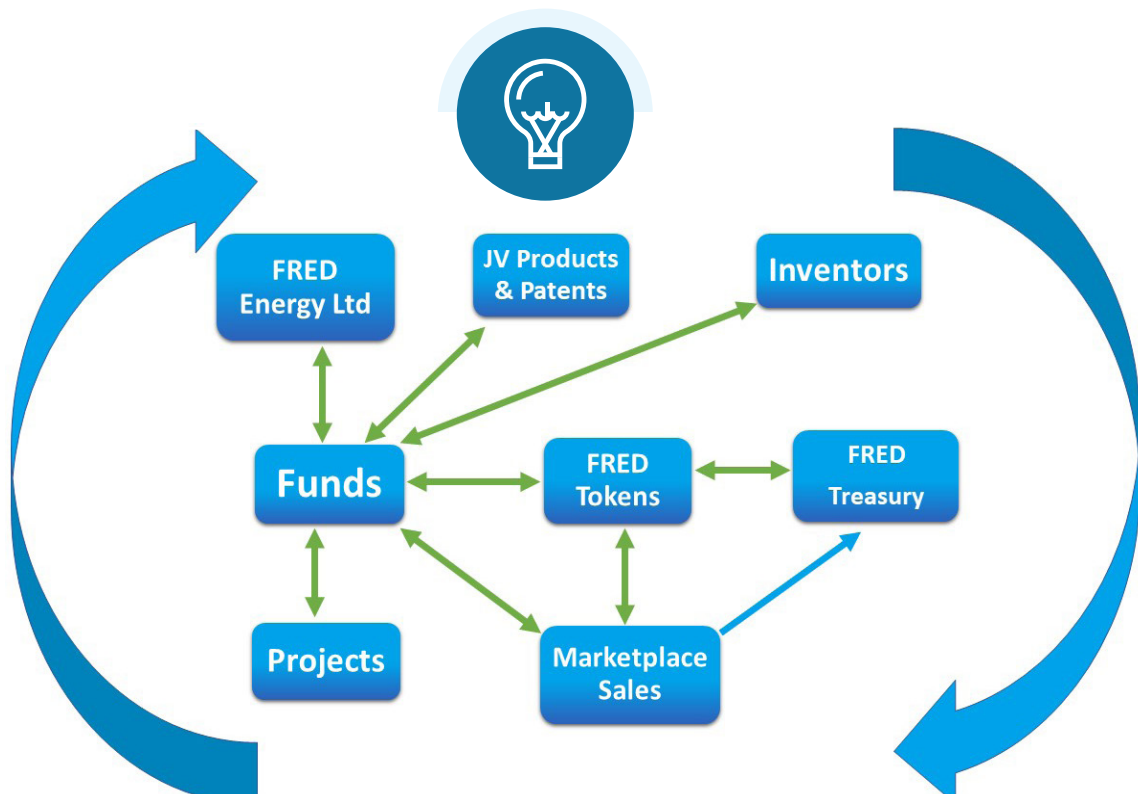 FRED
Energy Ltd
JV Products
& Patents
Inventors
Funds
FRED
Tokens
FRED
Treasury
Projects
Marketplace
Sales